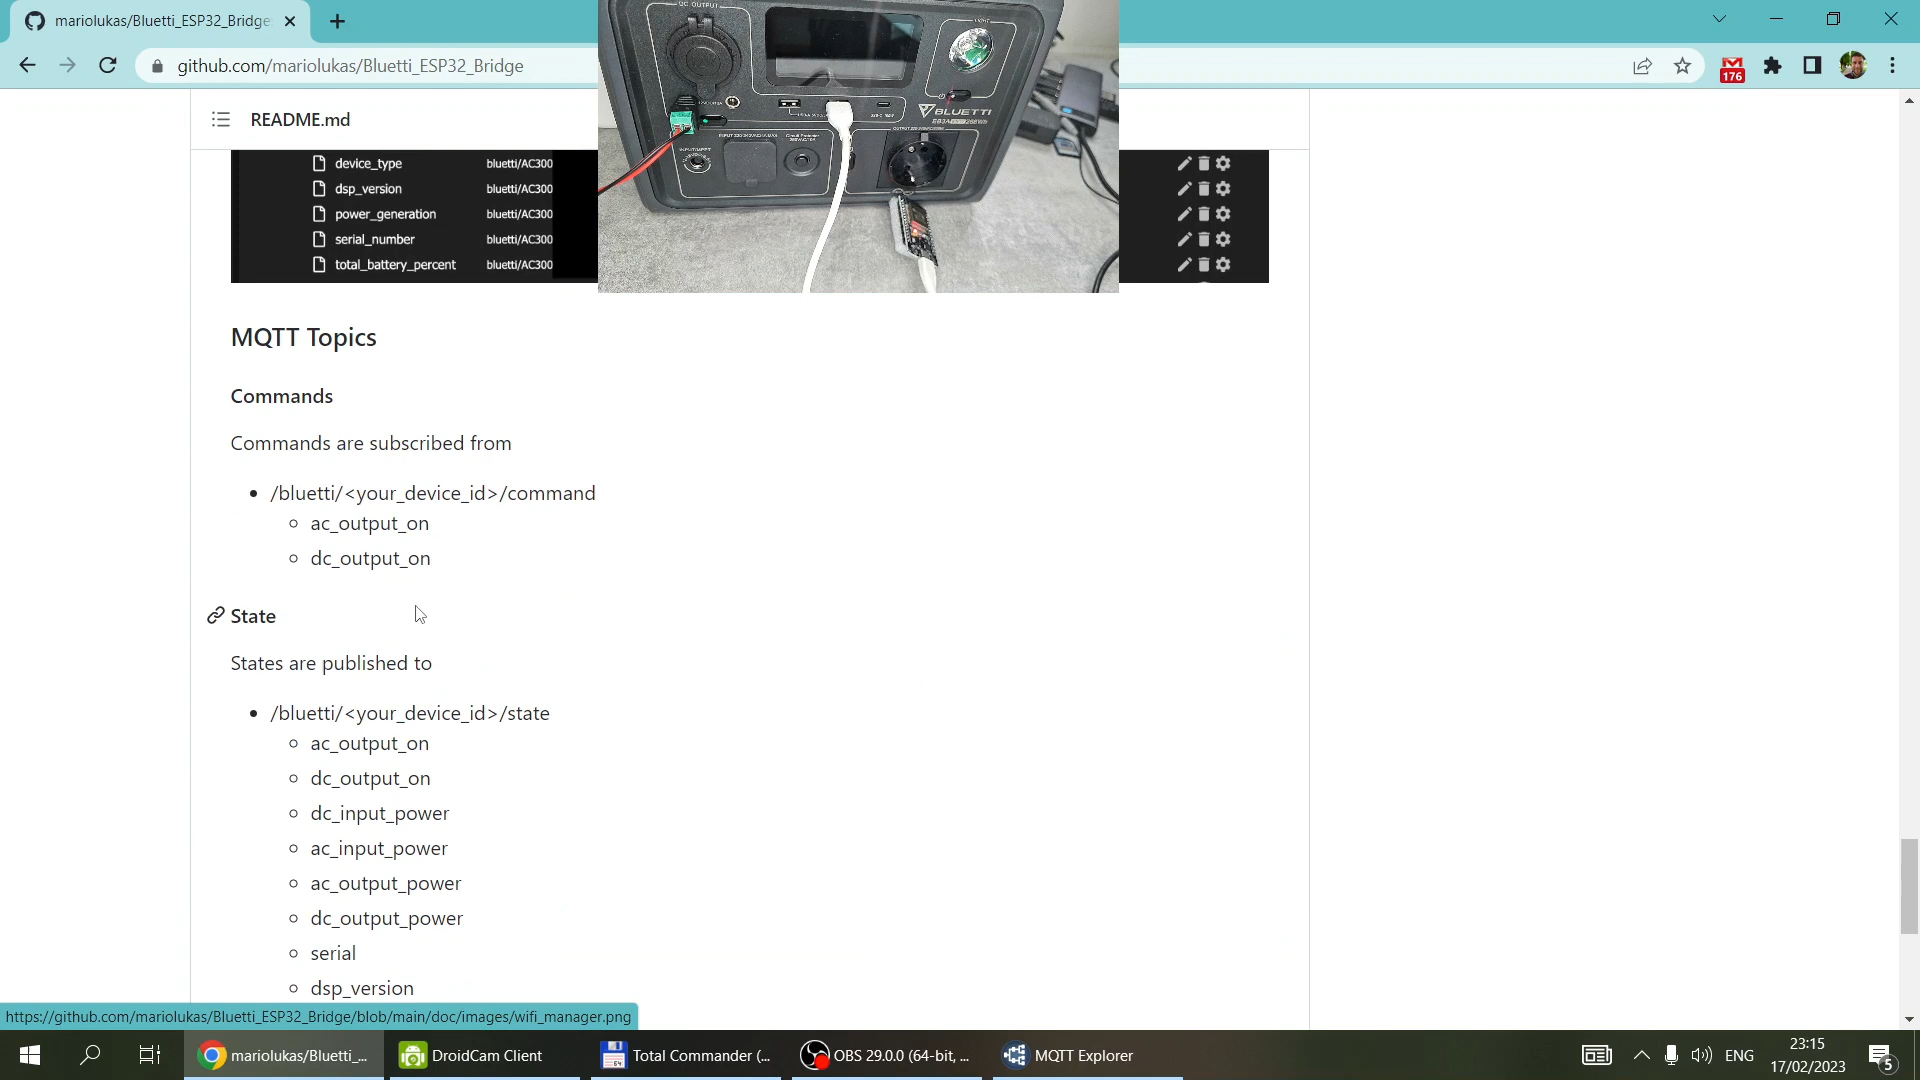 mariolukas/Bluetti_ESP32_Bridge
github.com/mariolukas/Bluetti_ESP32_Bridge
176
README.md
device_type bluetti/AC300
dsp_version bluetti/AC300
power_generation bluetti/AC300
serial_number bluetti/AC300
total_battery_percent bluetti/AC300
DC OUTPUT
LIGHT
BLUETTI
MQTT Topics
Commands
Commands are subscribed from
/bluetti/<your_device_id>/command
ac_output_on
dc_output_on
State
States are published to
/bluetti/<your_device_id>/state
ac_output_on
dc_output_on
dc_input_power
ac_input_power
ac_output_power
dc_output_power
serial
dsp_version
https://github.com/mariolukas/Bluetti_ESP32_Bridge/blob/main/doc/images/wifi_manager.png
mariolukas/Bluetti_...
DroidCam Client
64
Total Commander (...
OBS 29.0.0 (64-bit, ...
MQTT Explorer
ENG
23:15
17/02/2023
5